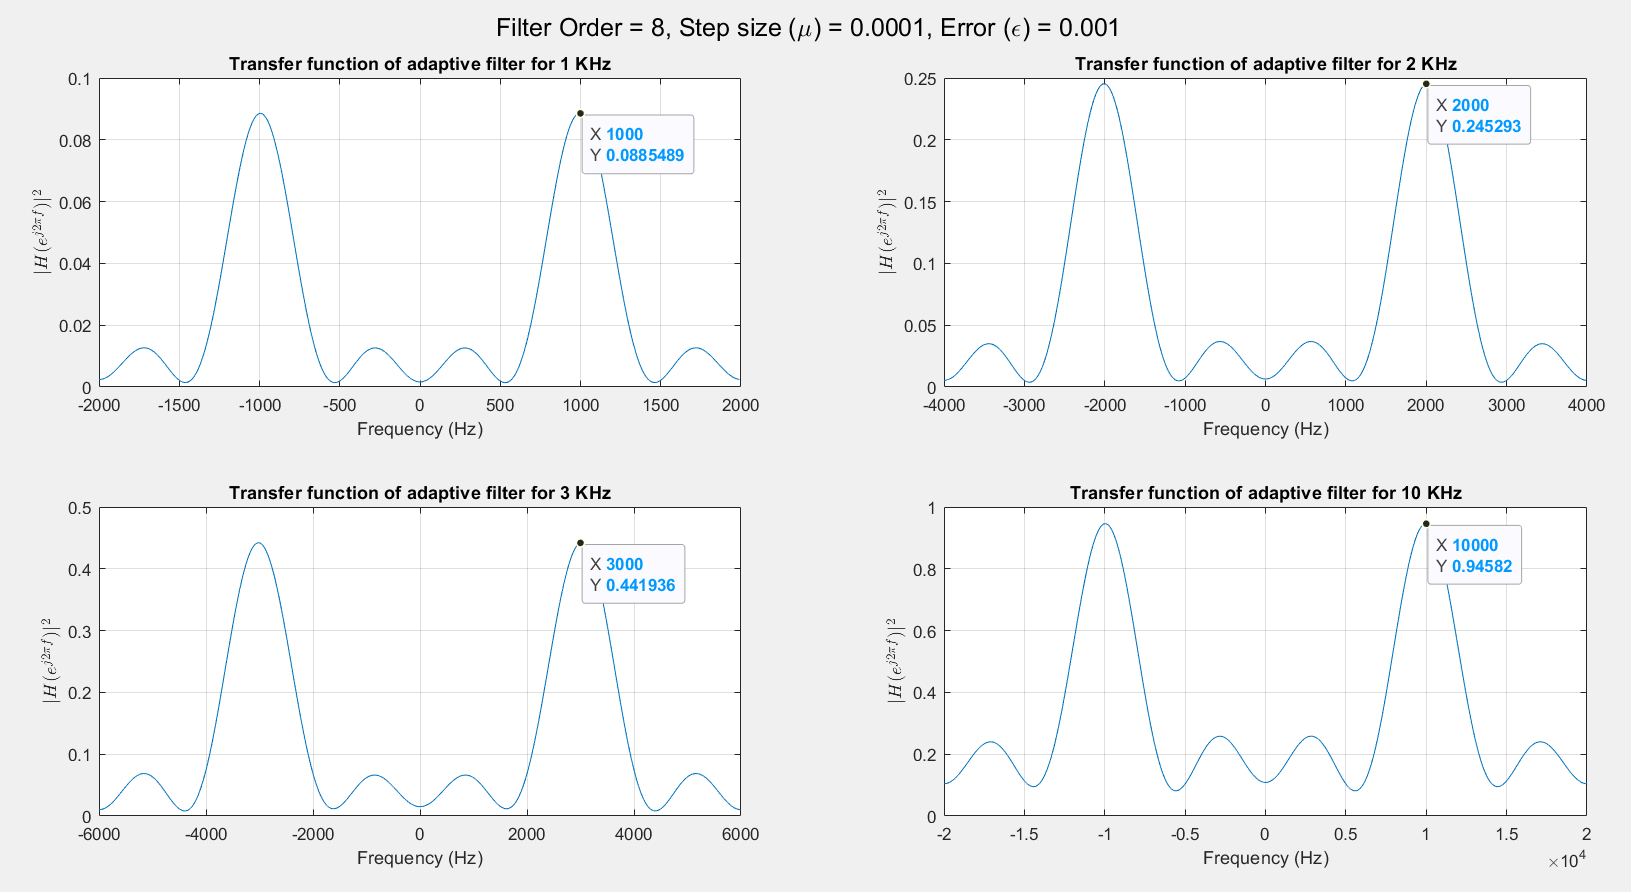 Filter Order = 8, Step size (μ) = 0.0001, Error (ϵ) = 0.001
Transfer function of adaptive filter for 1 KHz
0.1
0.08
0.06
0.04
0.02
0
|H(e^{j2πf})|^2
X 1000
Y 0.0885489
-2000 -1500 -1000 -500 0 500 1000 1500 2000
Frequency (Hz)
Transfer function of adaptive filter for 2 KHz
0.25
0.2
0.15
0.1
0.05
0
|H(e^{j2πf})|^2
X 2000
Y 0.245293
-4000 -3000 -2000 -1000 0 1000 2000 3000 4000
Frequency (Hz)
Transfer function of adaptive filter for 3 KHz
0.5
0.4
0.3
0.2
0.1
0
|H(e^{j2πf})|^2
X 3000
Y 0.441936
-6000 -4000 -2000 0 2000 4000 6000
Frequency (Hz)
Transfer function of adaptive filter for 10 KHz
1
0.8
0.6
0.4
0.2
0
|H(e^{j2πf})|^2
X 10000
Y 0.94582
-2 -1.5 -1 -0.5 0 0.5 1 1.5 2
Frequency (Hz)
×10^4